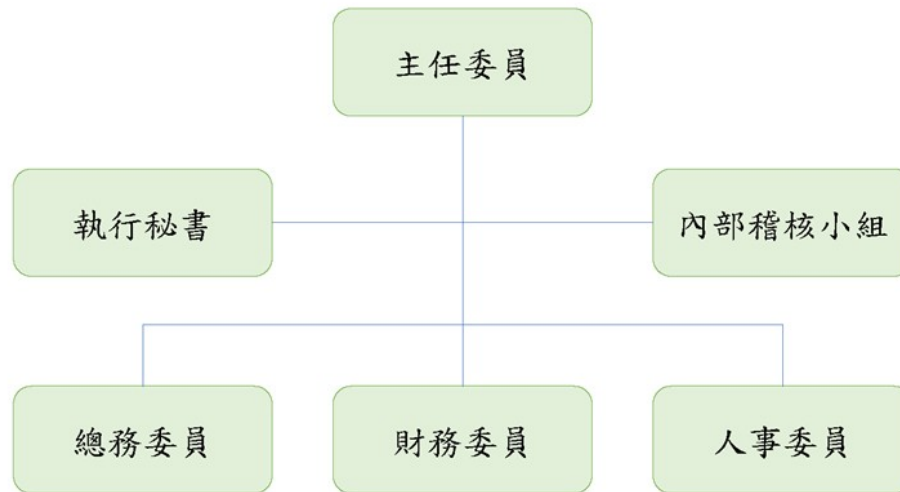 主任委員
執行秘書
內部稽核小組
總務委員
財務委員
人事委員